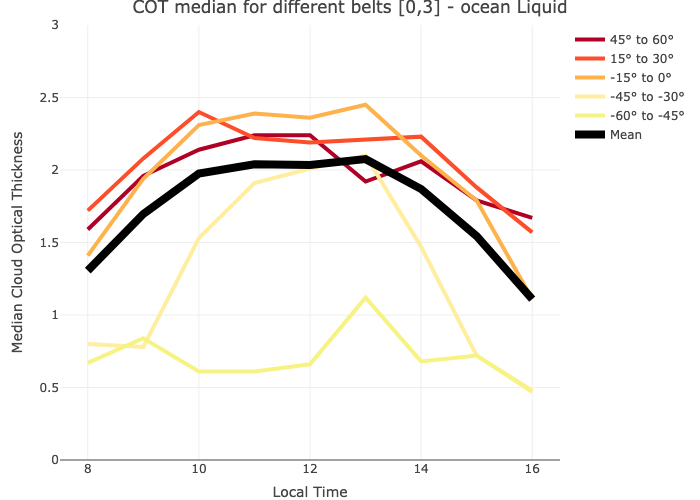 COT median for different belts [0,3] - ocean Liquid
3
2.5
2
1.5
1
0.5
0
Median Cloud Optical Thickness
8
10
12
14
16
Local Time
45° to 60°
15° to 30°
-15° to 0°
-45° to -30°
-60° to -45°
Mean